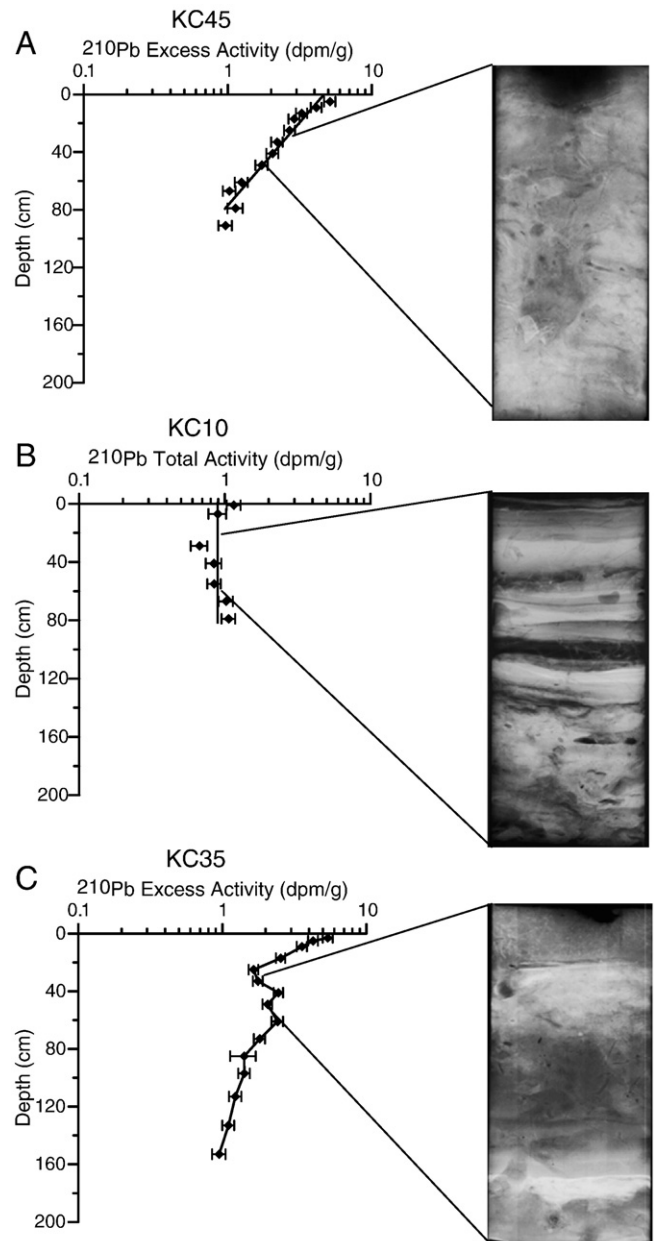 KC45
A
210Pb Excess Activity (dpm/g)
0.1 1 10
0
40
80
120
160
200
Depth (cm)
KC10
B
210Pb Total Activity (dpm/g)
0.1 1 10
0
40
80
120
160
200
Depth (cm)
KC35
C
210Pb Excess Activity (dpm/g)
0.1 1 10
0
40
80
120
160
200
Depth (cm)